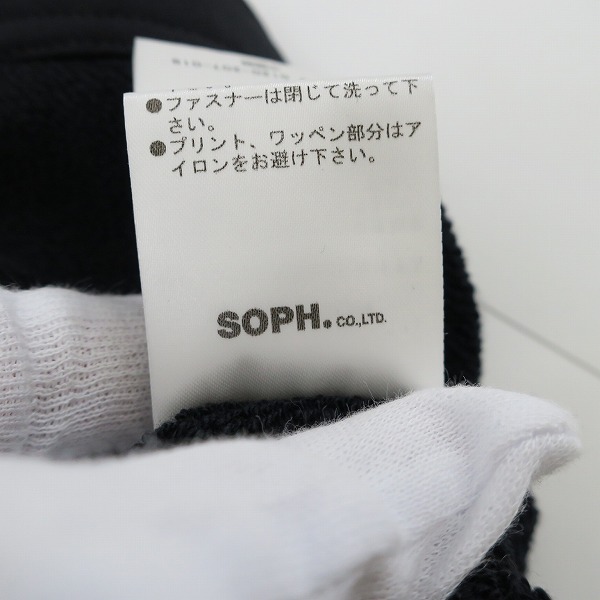 ●ファスナーは閉じて洗って下
さい。
●プリント、ワッペン部分はア
イロンをお避け下さい。
SOPH. CO.,LTD.